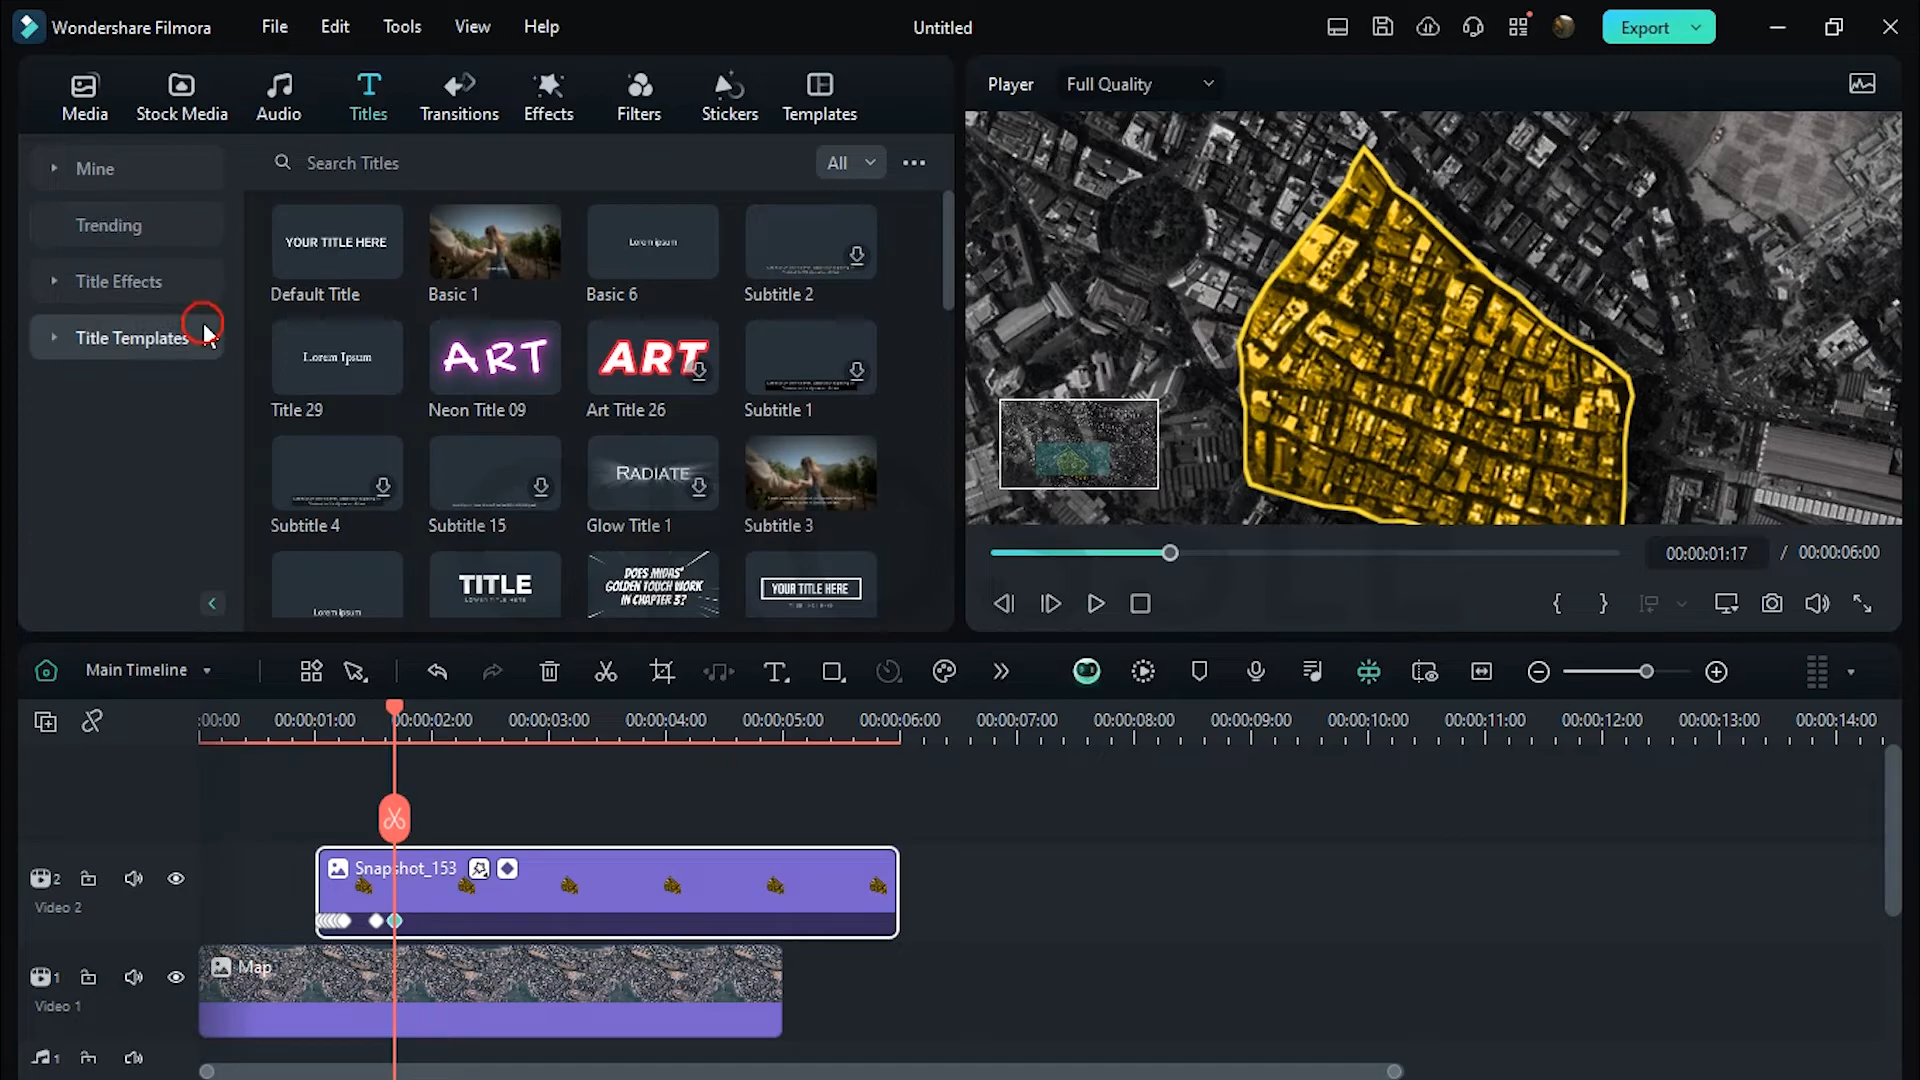 Wondershare Filmora
File
Edit
Tools
View
Help
Untitled
Export
Media
Stock Media
Audio
Titles
Transitions
Effects
Filters
Stickers
Templates
Player
Full Quality
Mine
Trending
Title Effects
Title Templates
Search Titles
All
YOUR TITLE HERE
Lorem ipsum
Default Title
Basic 1
Basic 6
Subtitle 2
Lorem Ipsum
ART
ART
Title 29
Neon Title 09
Art Title 26
Subtitle 1
RADIATE
Subtitle 4
Subtitle 15
Glow Title 1
Subtitle 3
Lorem ipsum
TITLE
LOWER TITLE HERE
DOES MIDAS'
GOLDEN TOUCH WORK
IN CHAPTER 3?
YOUR TITLE HERE
00:00:01:17 / 00:00:06:00
Main Timeline
:00:00
00:00:01:00
00:00:02:00
00:00:03:00
00:00:04:00
00:00:05:00
00:00:06:00
00:00:07:00
00:00:08:00
00:00:09:00
00:00:10:00
00:00:11:00
00:00:12:00
00:00:13:00
00:00:14:00
Snapshot_153
2
Video 2
Map
1
Video 1
1